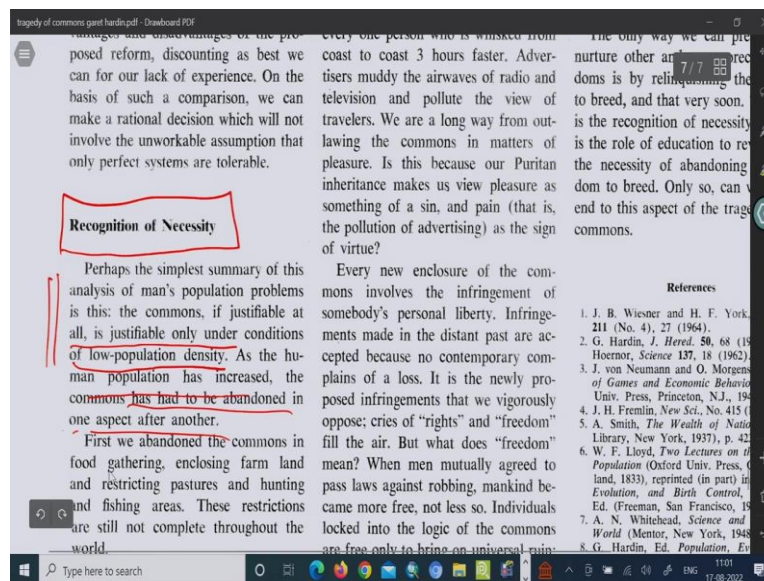 tragedy of commons garet hardin.pdf - Drawboard PDF
7/7
posed reform, discounting as best we
can for our lack of experience. On the
basis of such a comparison, we can
make a rational decision which will not
involve the unworkable assumption that
only perfect systems are tolerable.
Recognition of Necessity
Perhaps the simplest summary of this
analysis of man's population problems
is this: the commons, if justifiable at
all, is justifiable only under conditions
of low-population density. As the hu-
man population has increased, the
commons has had to be abandoned in
one aspect after another.
First we abandoned the commons in
food gathering, enclosing farm land
and restricting pastures and hunting
and fishing areas. These restrictions
are still not complete throughout the
world.
every one person who is whisked from
coast to coast 3 hours faster. Adver-
tisers muddy the airwaves of radio and
television and pollute the view of
travelers. We are a long way from out-
lawing the commons in matters of
pleasure. Is this because our Puritan
inheritance makes us view pleasure as
something of a sin, and pain (that is,
the pollution of advertising) as the sign
of virtue?
Every new enclosure of the com-
mons involves the infringement of
somebody's personal liberty. Infringe-
ments made in the distant past are ac-
cepted because no contemporary com-
plains of a loss. It is the newly pro-
posed infringements that we vigorously
oppose; cries of "rights" and "freedom"
fill the air. But what does "freedom"
mean? When men mutually agreed to
pass laws against robbing, mankind be-
came more free, not less so. Individuals
locked into the logic of the commons
are free only to bring on universal ruin;
The only way we can pre
nurture other an prec
doms is by relinquishing the
to breed, and that very soon.
is the recognition of necessity
is the role of education to re
the necessity of abandoning
dom to breed. Only so, can
end to this aspect of the trage
commons.
References
1. J. B. Wiesner and H. F. York,
211 (No. 4), 27 (1964).
2. G. Hardin, J. Hered. 50, 68 (19
Hoernor, Science 137, 18 (1962).
3. J. von Neumann and O. Morgens
of Games and Economic Behavio
Univ. Press, Princeton, N.J., 194
4. J. H. Fremlin, New Sci., No. 415 (1
5. A. Smith, The Wealth of Natio
Library, New York, 1937), p. 42
6. W. F. Lloyd, Two Lectures on th
Population (Oxford Univ. Press,
land, 1833), reprinted (in part) in
Evolution, and Birth Control,
Ed. (Freeman, San Francisco, 19
7. A. N. Whitehead, Science and
World (Mentor, New York, 1948
8. G. Hardin, Ed. Population, Ev
Type here to search
ENG
11:01
17-08-2022